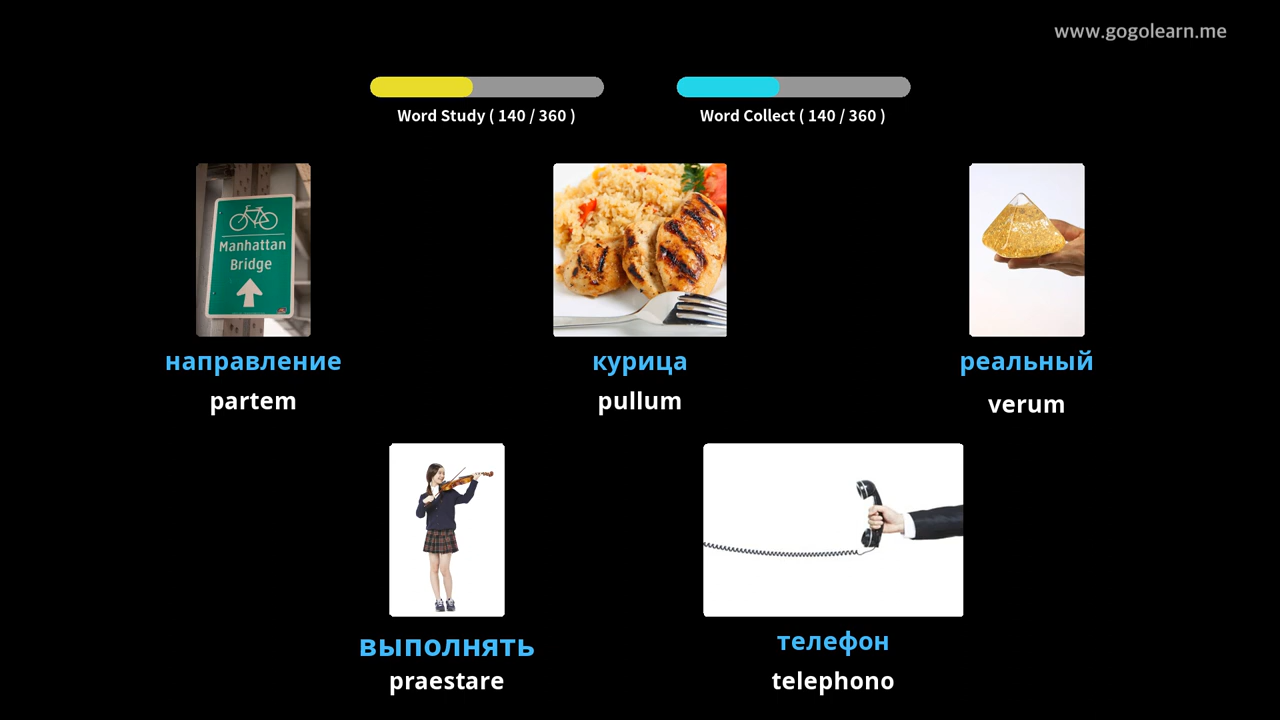 www.gogolearn.me
Word Study ( 140 / 360 )
Word Collect ( 140 / 360 )
Manhattan
Bridge
направление
partem
курица
pullum
реальный
verum
выполнять
praestare
телефон
telephono